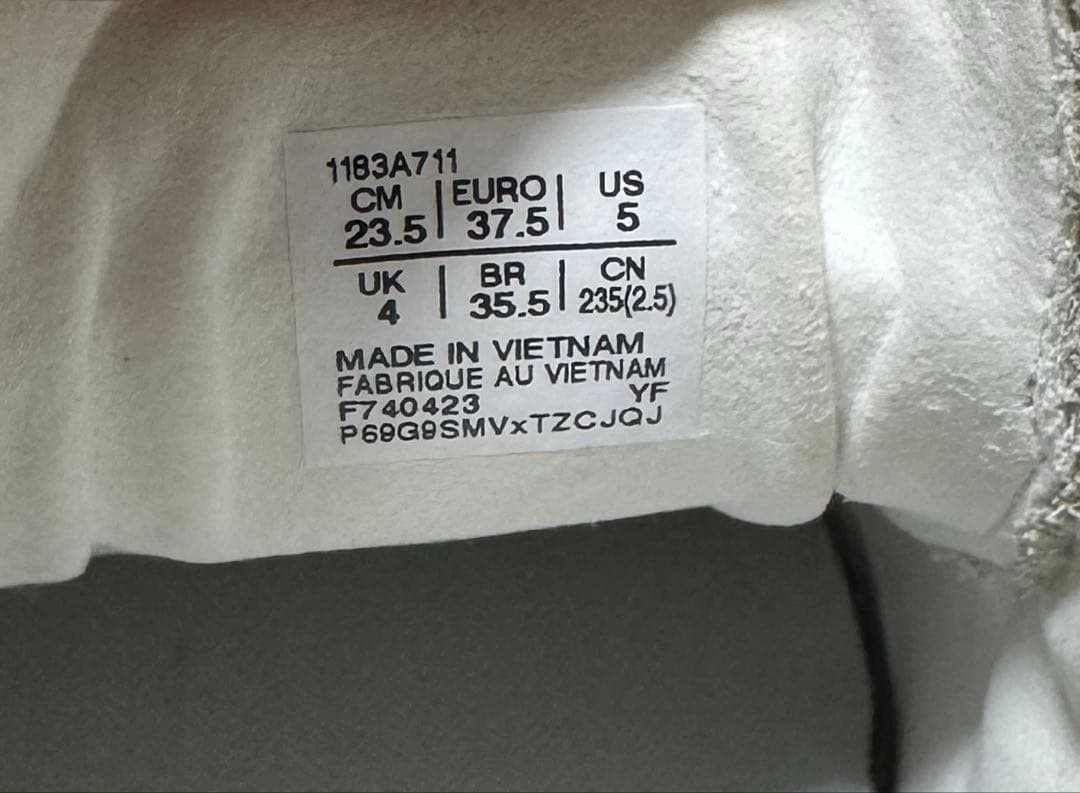 1183A711
CM | EURO | US
23.5 | 37.5 | 5
UK | BR | CN
4 | 35.5 | 235(2.5)
MADE IN VIETNAM
FABRIQUE AU VIETNAM
F740423 YF
P69G9SMVxTZCJQJ